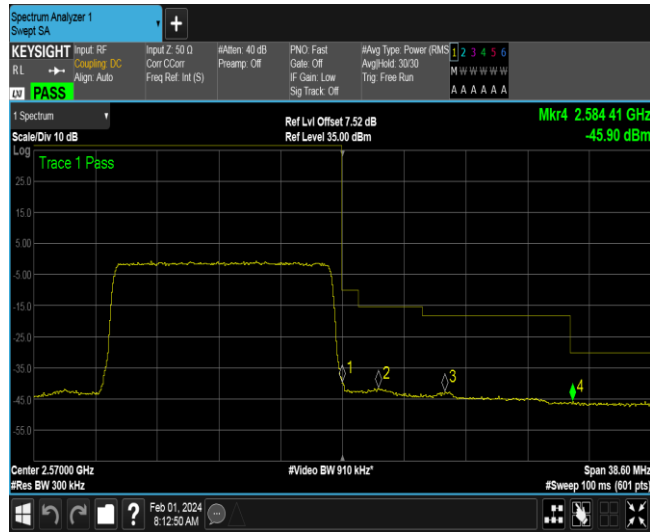 Spectrum Analyzer 1
Swept SA
KEYSIGHT
RL
LXI
PASS
Input: RF
Coupling: DC
Align: Auto
Input Z: 50 Ω
Corr CCorr
Freq Ref: Int (S)
#Atten: 40 dB
Preamp: Off
PNO: Fast
Gate: Off
IF Gain: Low
Sig Track: Off
#Avg Type: Power (RMS
Avg|Hold: 30/30
Trig: Free Run
1 2 3 4 5 6
M W W W W W
A A A A A A
1 Spectrum
Scale/Div 10 dB
Log
Ref Lvl Offset 7.52 dB
Ref Level 35.00 dBm
Mkr4 2.584 41 GHz
-45.90 dBm
Trace 1 Pass
25.0
15.0
5.00
-5.00
-15.0
-25.0
-35.0
-45.0
-55.0
1
2
3
4
Center 2.57000 GHz
#Res BW 300 kHz
#Video BW 910 kHz*
Span 38.60 MHz
#Sweep 100 ms (601 pts)
?
Feb 01, 2024
8:12:50 AM